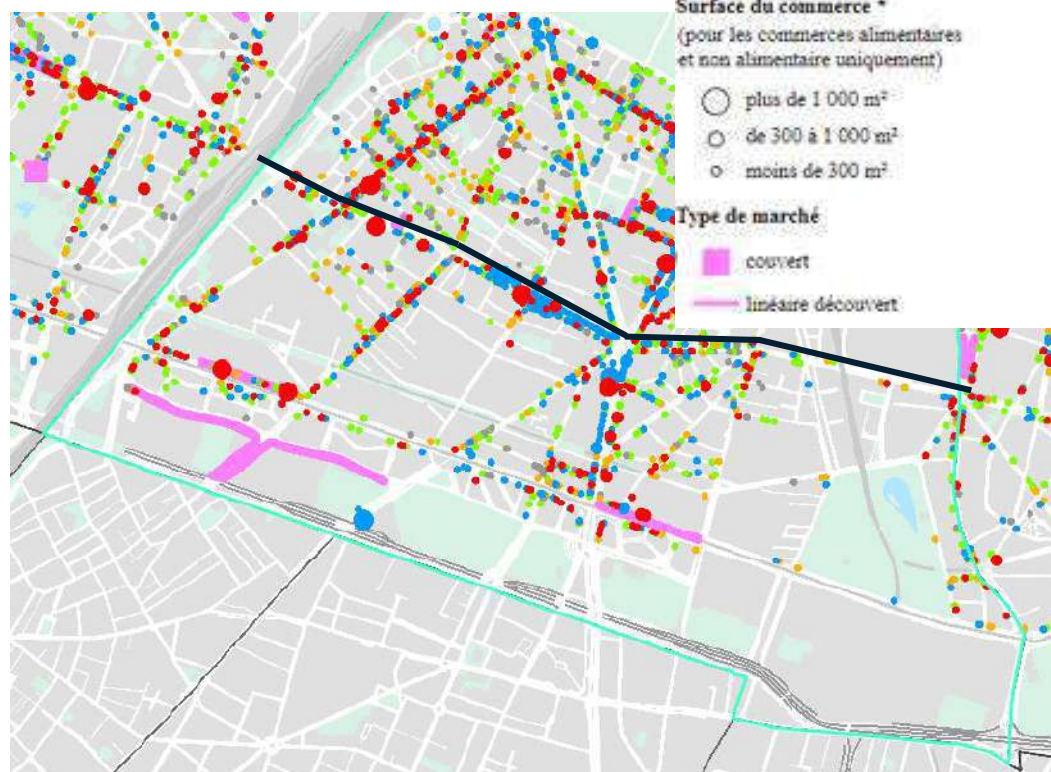 Surface du commerce *
(pour les commerces alimentaires
et non alimentaire uniquement)
plus de 1 000 m²
de 300 à 1 000 m²
moins de 300 m²
Type de marché
couvert
linéaire découvert